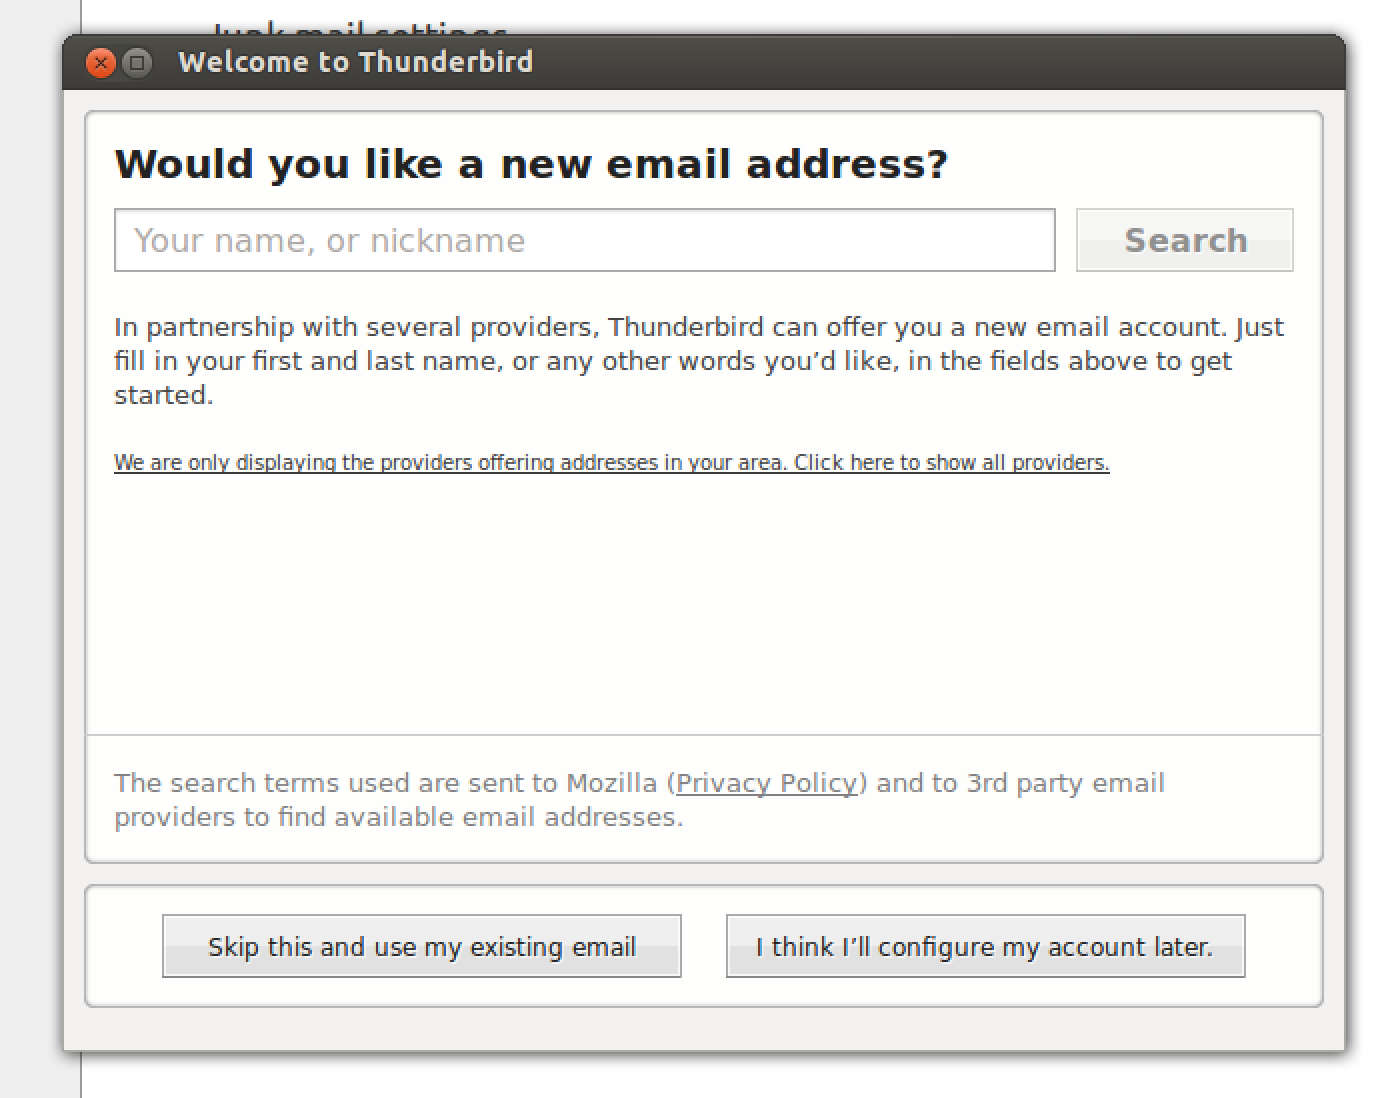 Junk mail settings
Welcome to Thunderbird
Would you like a new email address?
Your name, or nickname
Search
In partnership with several providers, Thunderbird can offer you a new email account. Just
fill in your first and last name, or any other words you’d like, in the fields above to get
started.
We are only displaying the providers offering addresses in your area. Click here to show all providers.
The search terms used are sent to Mozilla (Privacy Policy) and to 3rd party email
providers to find available email addresses.
Skip this and use my existing email
I think I’ll configure my account later.